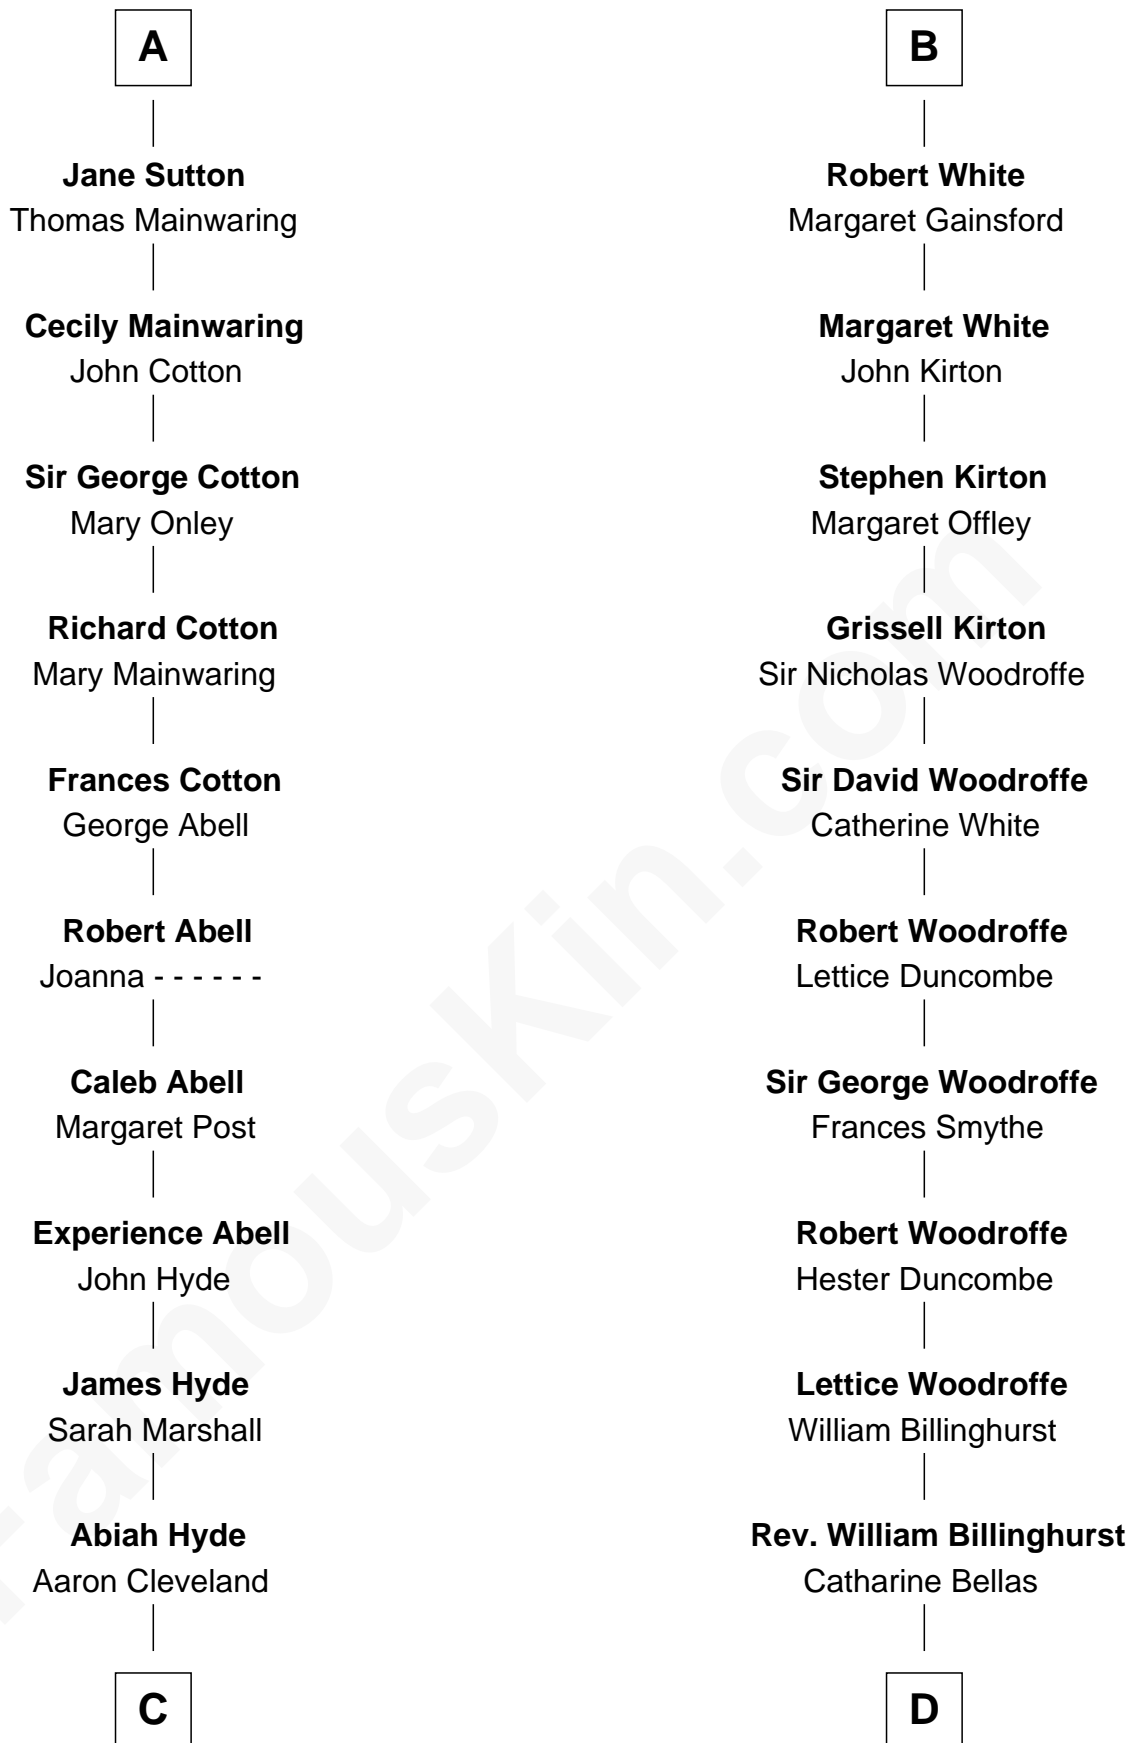 A
Jane Sutton
Thomas Mainwaring
Cecily Mainwaring
John Cotton
Sir George Cotton
Mary Onley
Richard Cotton
Mary Mainwaring
Frances Cotton
George Abell
Robert Abell
Joanna - - - - - -
Caleb Abell
Margaret Post
Experience Abell
John Hyde
James Hyde
Sarah Marshall
Abiah Hyde
Aaron Cleveland
C
B
Robert White
Margaret Gainsford
Margaret White
John Kirton
Stephen Kirton
Margaret Offley
Grissell Kirton
Sir Nicholas Woodroffe
Sir David Woodroffe
Catherine White
Robert Woodroffe
Lettice Duncombe
Sir George Woodroffe
Frances Smythe
Robert Woodroffe
Hester Duncombe
Lettice Woodroffe
William Billinghurst
Rev. William Billinghurst
Catharine Bellas
D
FamousKin.com